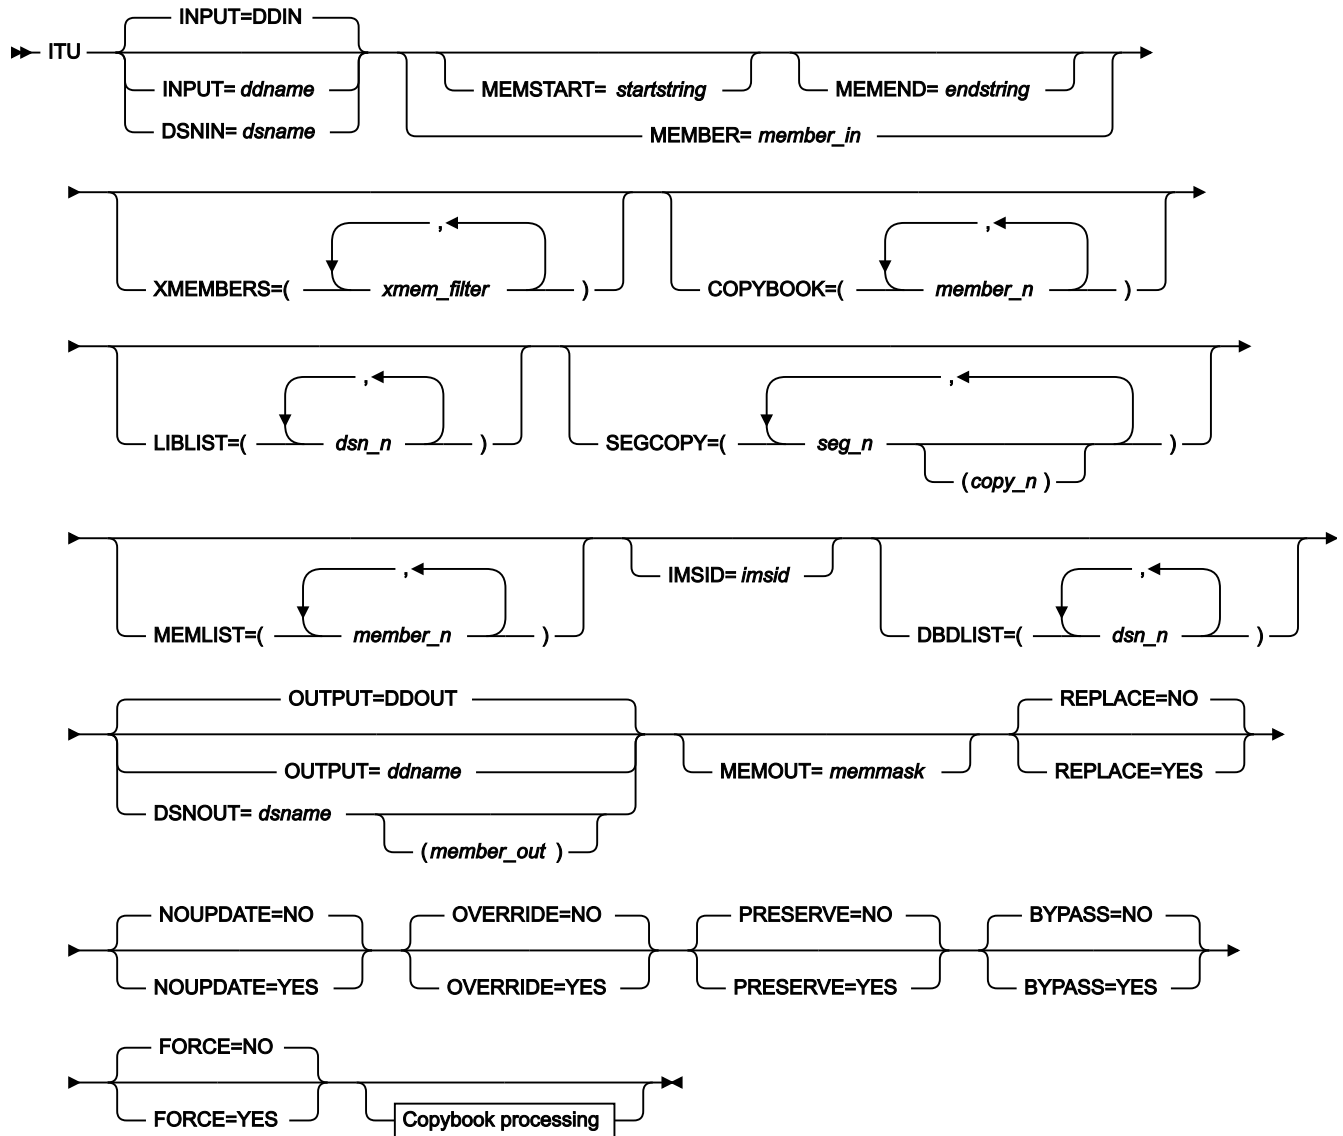 INPUT=DDIN
ITU
INPUT= ddname
DSNIN= dsname
MEMSTART= startstring
MEMEND= endstring
MEMBER= member_in
,
XMEMBERS=( xmem_filter )
,
COPYBOOK=( member_n )
,
LIBLIST=( dsn_n )
,
SEGCOPY=( seg_n )
(copy_n )
,
MEMLIST=( member_n )
IMSID= imsid
,
DBDLIST=( dsn_n )
OUTPUT=DDOUT
OUTPUT= ddname
DSNOUT= dsname
(member_out )
MEMOUT= memmask
REPLACE=NO
REPLACE=YES
NOUPDATE=NO
NOUPDATE=YES
OVERRIDE=NO
OVERRIDE=YES
PRESERVE=NO
PRESERVE=YES
BYPASS=NO
BYPASS=YES
FORCE=NO
FORCE=YES
Copybook processing